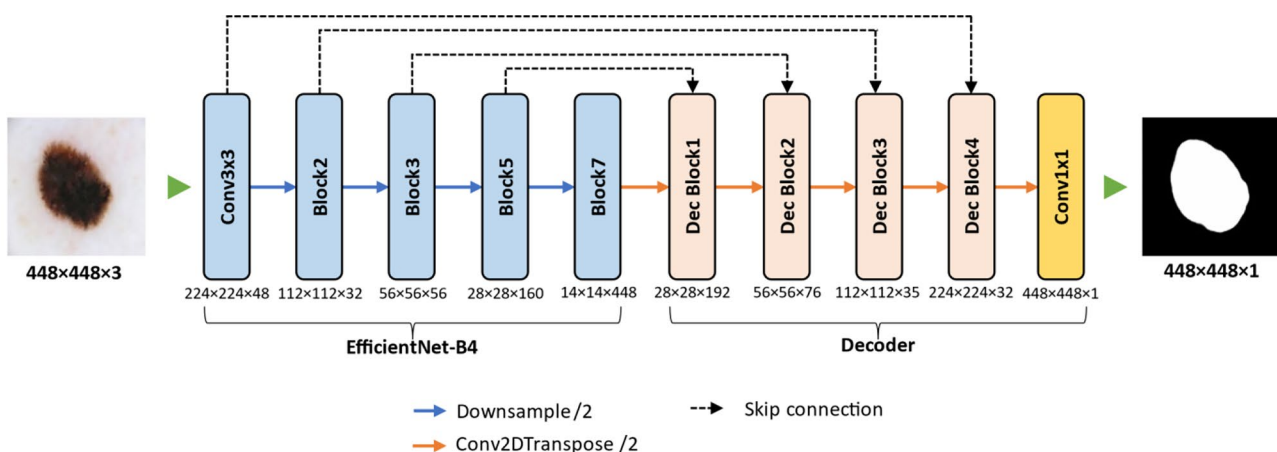 Conv3x3
Block2
Block3
Block5
Block7
Dec Block1
Dec Block2
Dec Block3
Dec Block4
Conv1x1
448×448×3
448×448×1
224×224×48
112×112×32
56×56×56
28×28×160
14×14×448
28×28×192
56×56×76
112×112×35
224×224×32
448×448×1
EfficientNet-B4
Decoder
Downsample /2
Skip connection
Conv2DTranspose /2